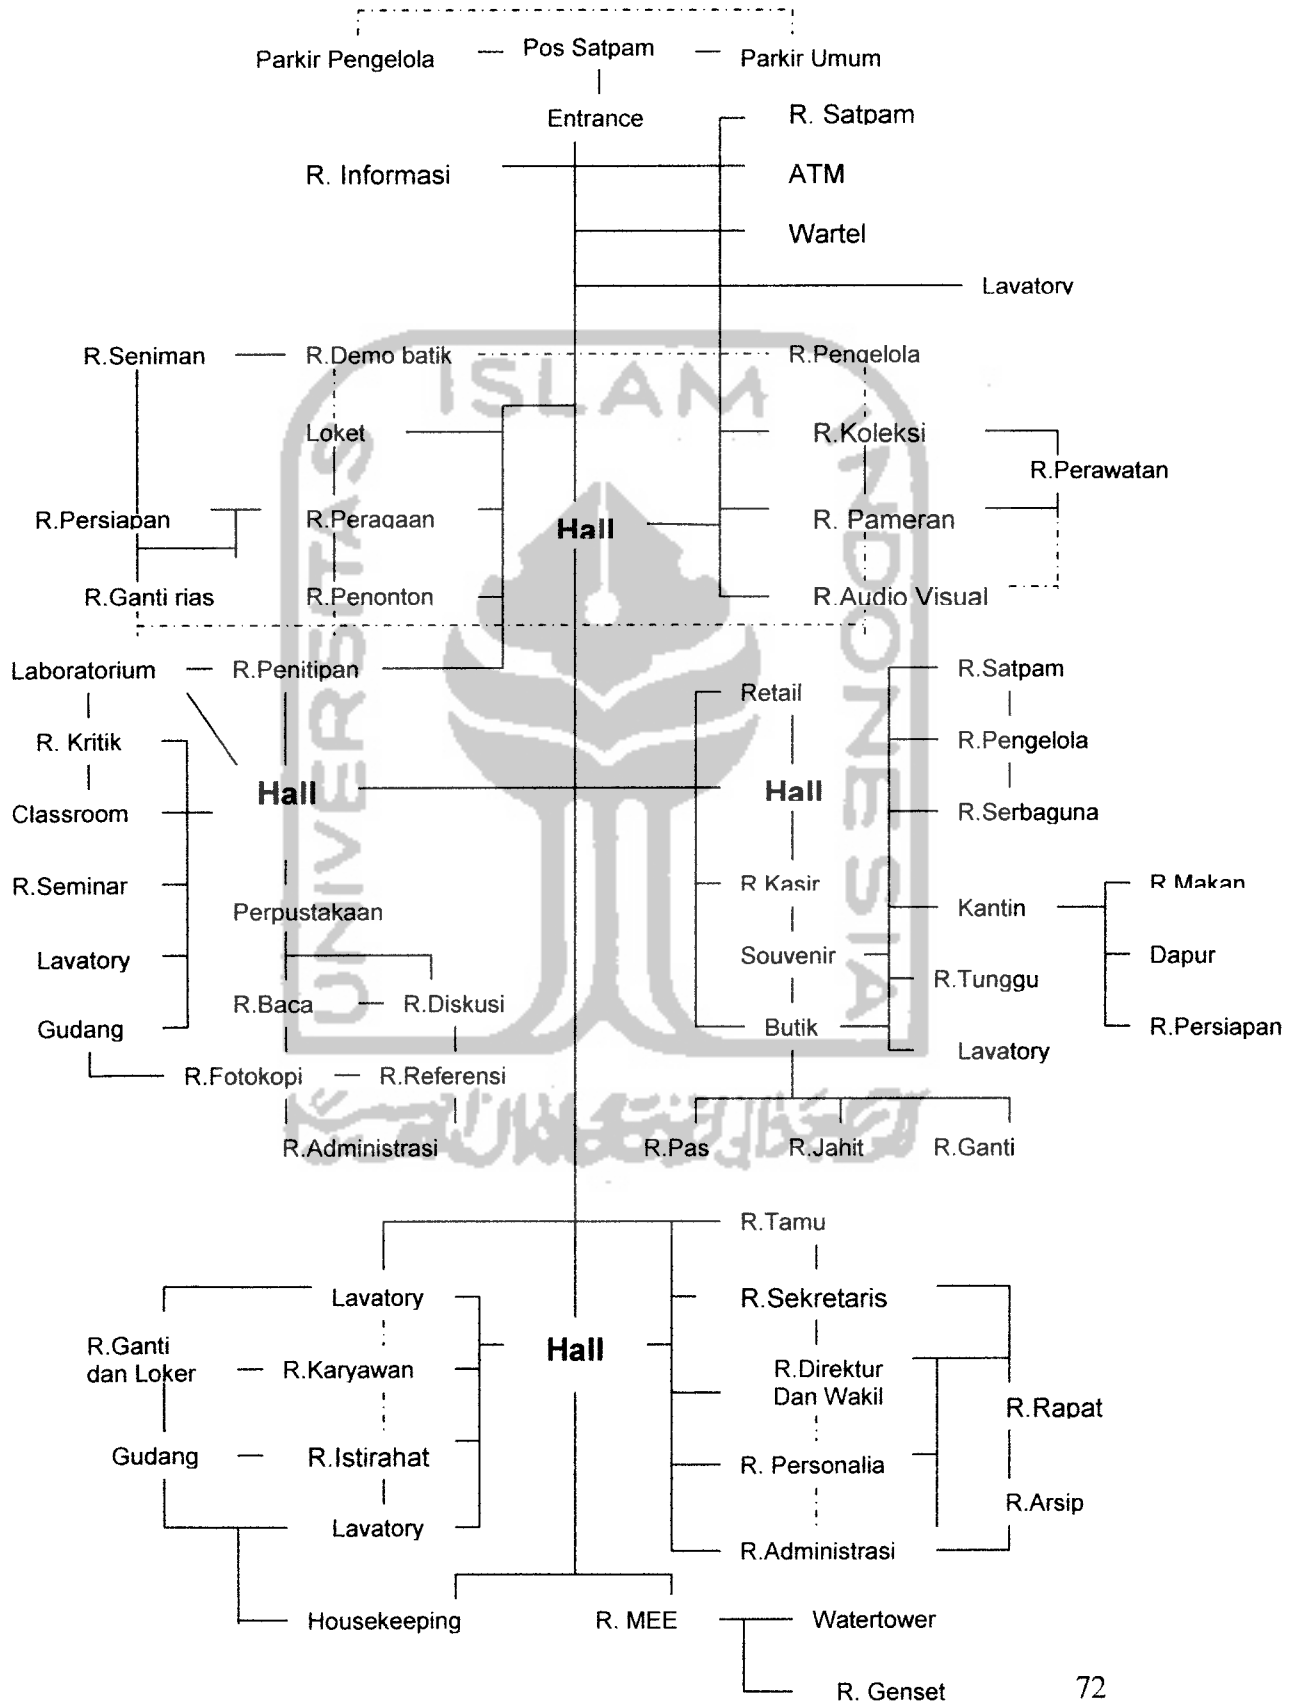 Parkir Pengelola
Pos Satpam
Parkir Umum
Entrance
R. Satpam
R. Informasi
ATM
Wartel
Lavatory
R.Seniman
R.Demo batik
R.Pengelola
Loket
R.Koleksi
R.Perawatan
R.Persiapan
R.Peragaan
Hall
R. Pameran
R.Ganti rias
R.Penonton
R.Audio Visual
Laboratorium
R.Penitipan
R.Satpam
Retail
R. Kritik
R.Pengelola
Hall
Hall
Classroom
R.Serbaguna
R.Seminar
R Kasir
R.Makan
Perpustakaan
Kantin
Lavatory
Souvenir
Dapur
R.Tunggu
R.Baca
R.Diskusi
Gudang
Butik
R.Persiapan
Lavatory
R.Fotokopi
R.Referensi
R.Administrasi
R.Pas
R.Jahit
R.Ganti
R.Tamu
Lavatory
R.Sekretaris
R.Ganti
dan Loker
R.Karyawan
Hall
R.Direktur
Dan Wakil
R.Rapat
Gudang
R.Istirahat
R. Personalia
R.Arsip
Lavatory
R.Administrasi
Housekeeping
R. MEE
Watertower
R. Genset
72
UNIVERSITAS
ISLAM
INDONESIA